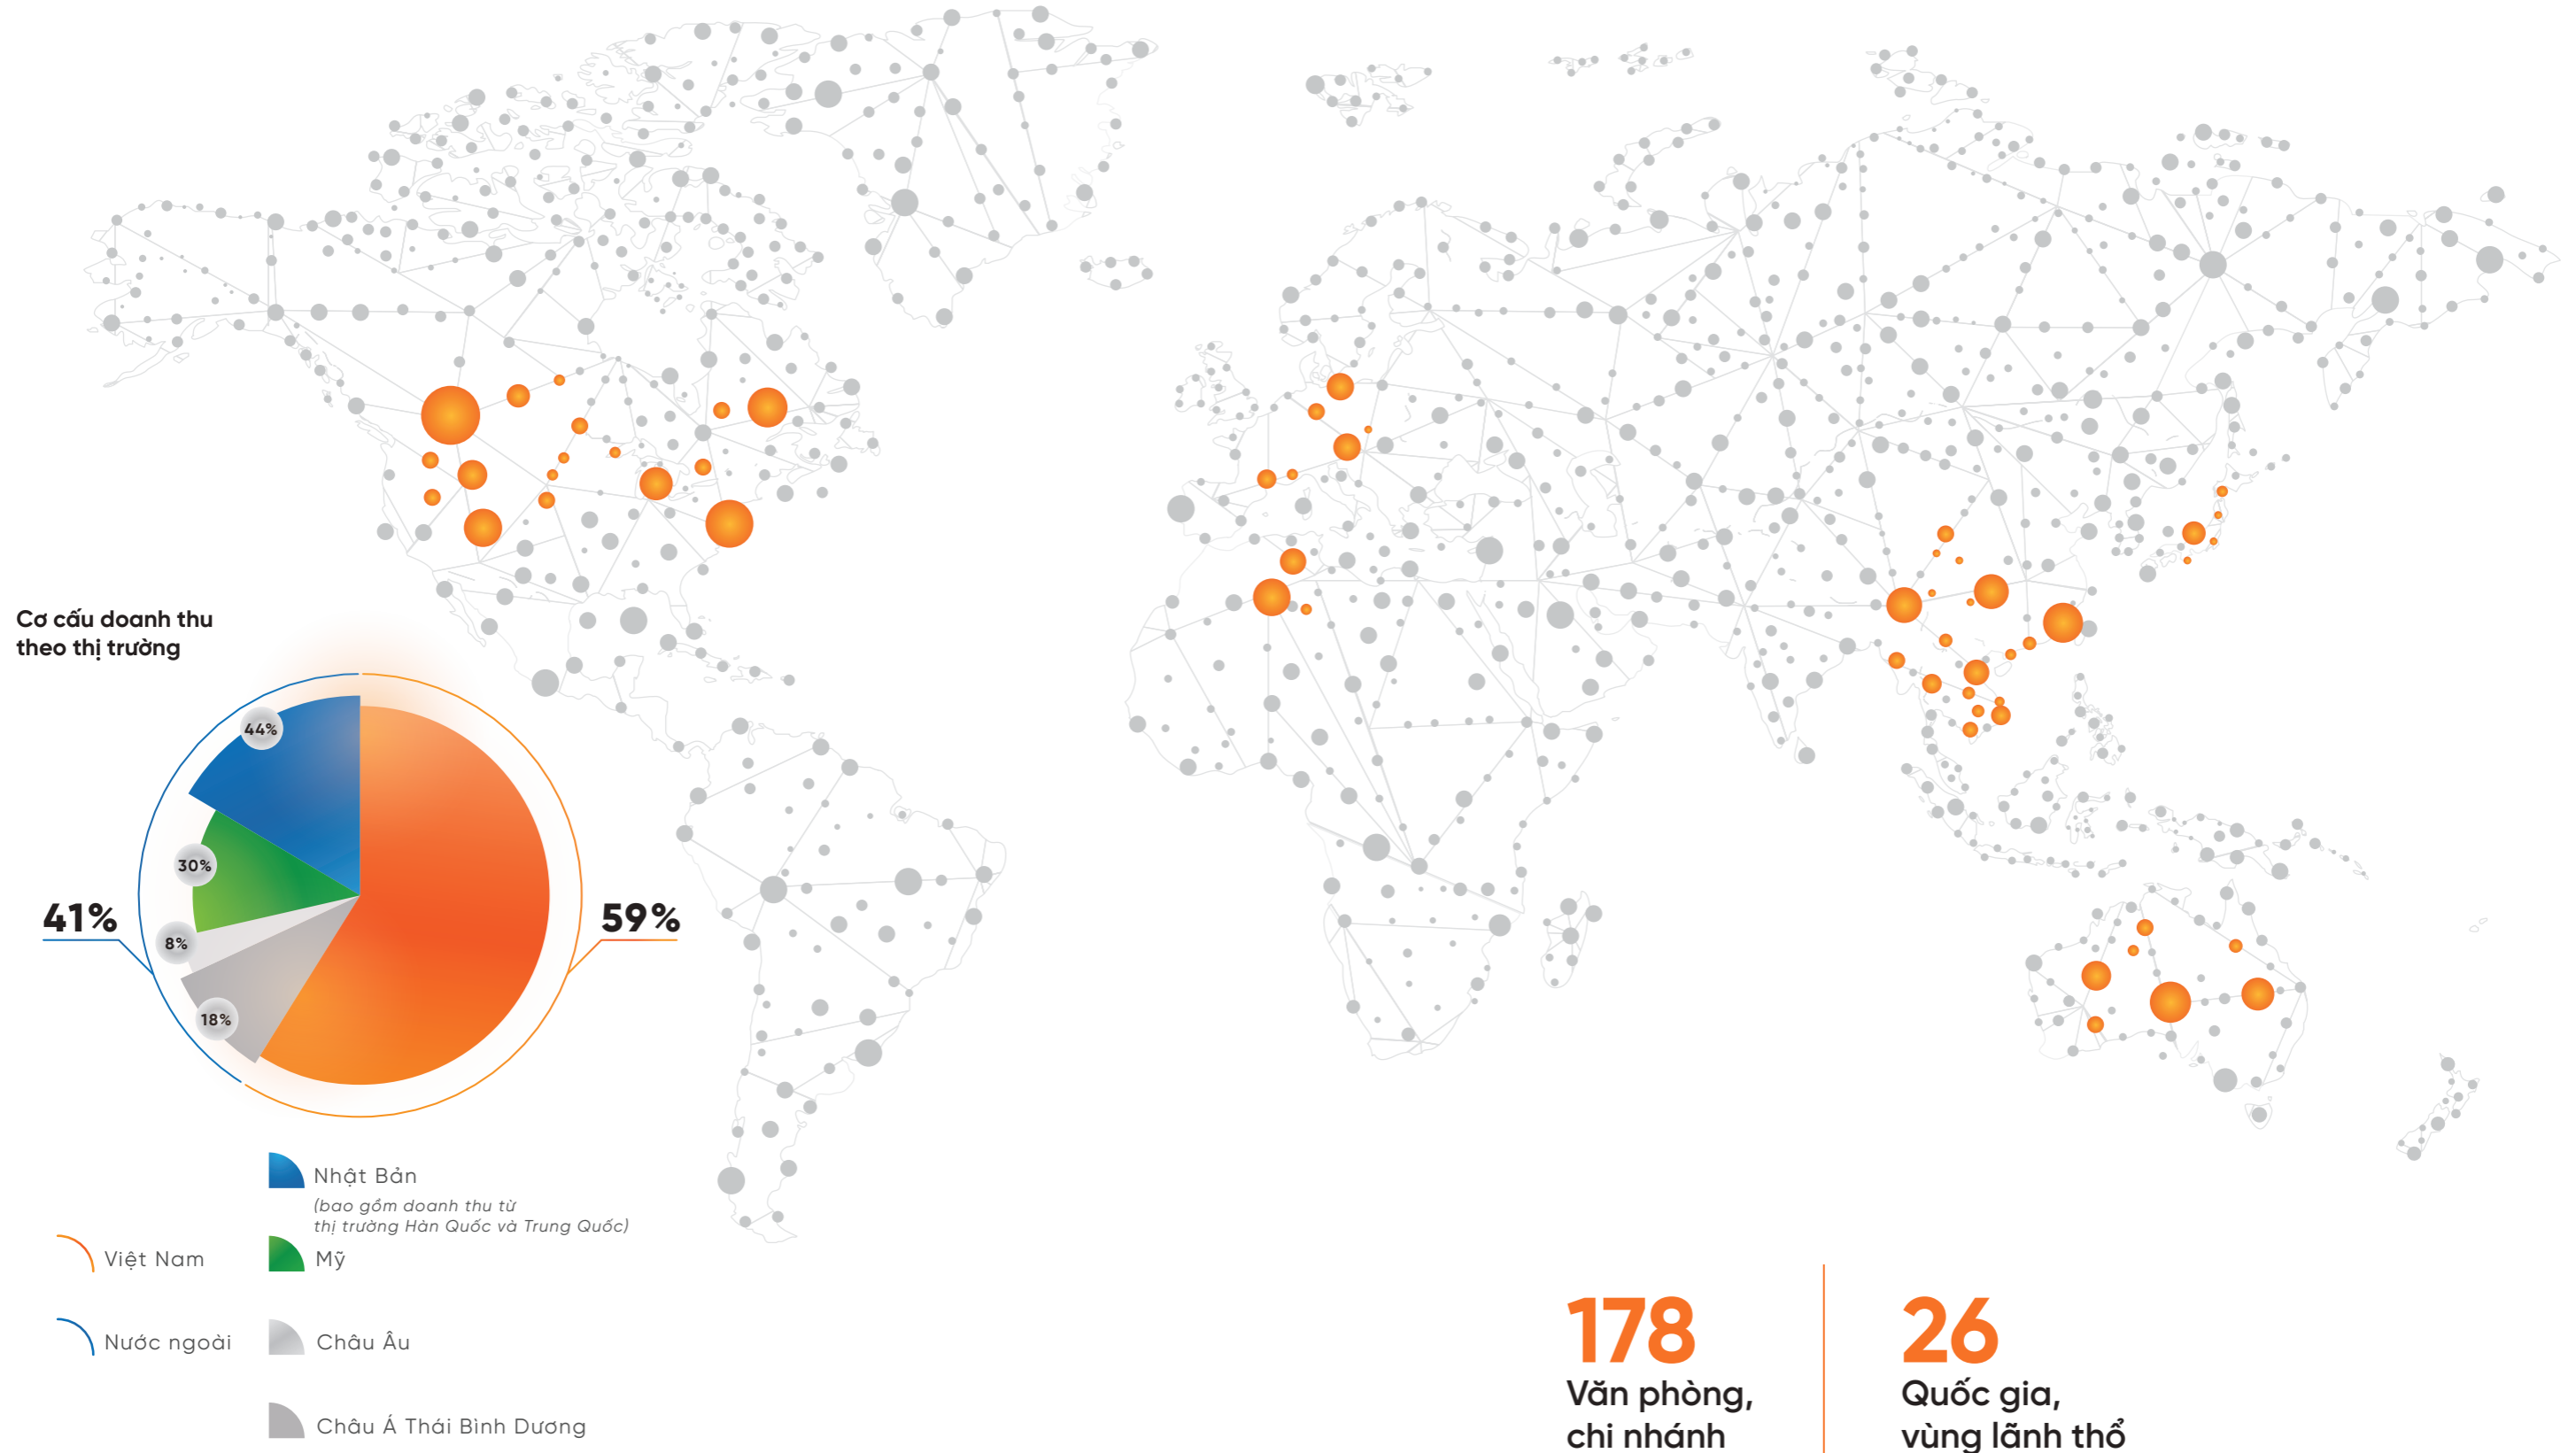 Cơ cấu doanh thu
theo thị trường
44%
30%
8%
18%
41%
59%
Nhật Bản
(bao gồm doanh thu từ
thị trường Hàn Quốc và Trung Quốc)
Việt Nam
Mỹ
Nước ngoài
Châu Âu
Châu Á Thái Bình Dương
178
Văn phòng,
chi nhánh
26
Quốc gia,
vùng lãnh thổ